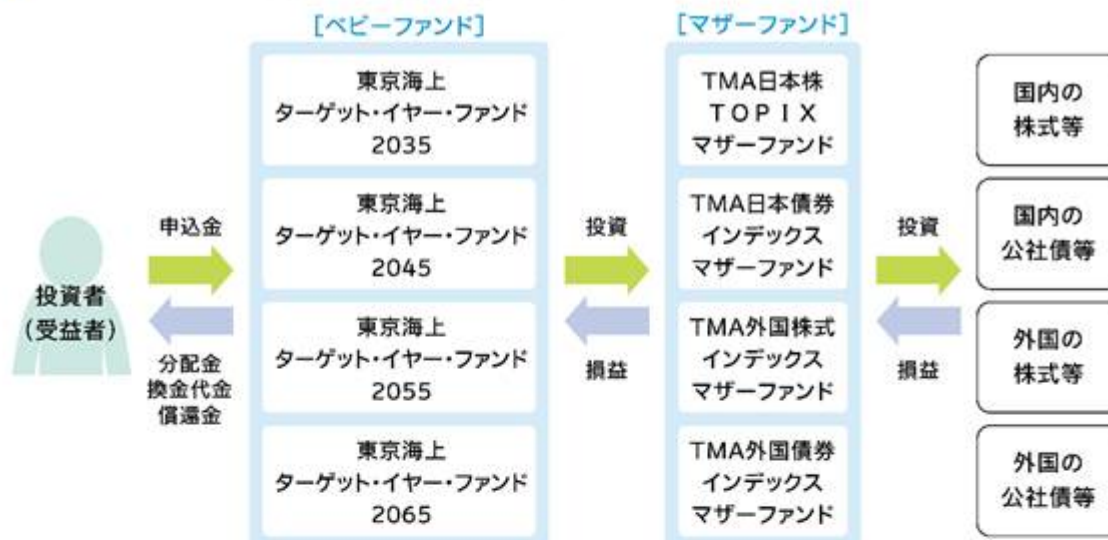 [ベビーファンド]
[マザーファンド]
投資者
(受益者)
申込金
分配金
換金代金
償還金
東京海上
ターゲット・イヤー・ファンド
2035
東京海上
ターゲット・イヤー・ファンド
2045
東京海上
ターゲット・イヤー・ファンド
2055
東京海上
ターゲット・イヤー・ファンド
2065
投資
損益
TMA日本株
TOPIX
マザーファンド
TMA日本債券
インデックス
マザーファンド
TMA外国株式
インデックス
マザーファンド
TMA外国債券
インデックス
マザーファンド
投資
損益
国内の
株式等
国内の
公社債等
外国の
株式等
外国の
公社債等